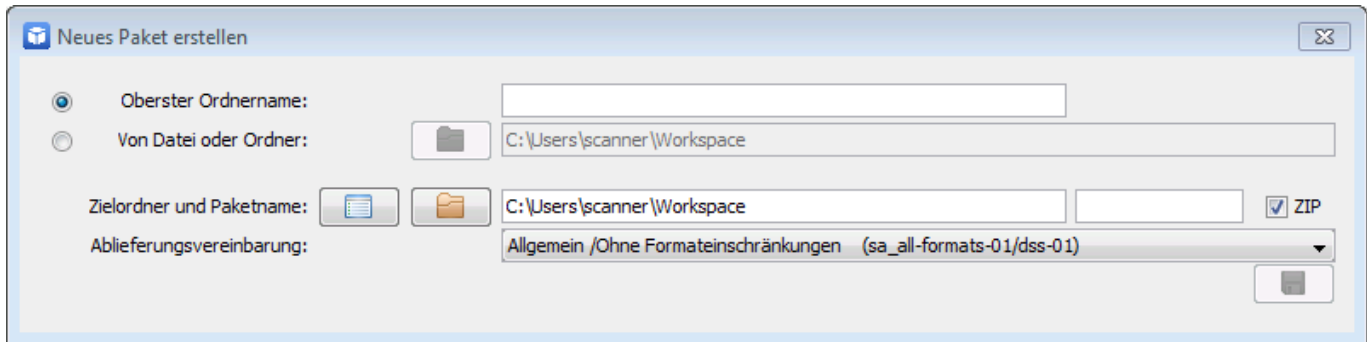 Neues Paket erstellen
Oberster Ordnername:
Von Datei oder Ordner: C:\Users\scanner\Workspace
Zielordner und Paketname: C:\Users\scanner\Workspace ZIP
Ablieferungsvereinbarung: Allgemein /Ohne Formateinschränkungen (sa_all-formats-01/dss-01)